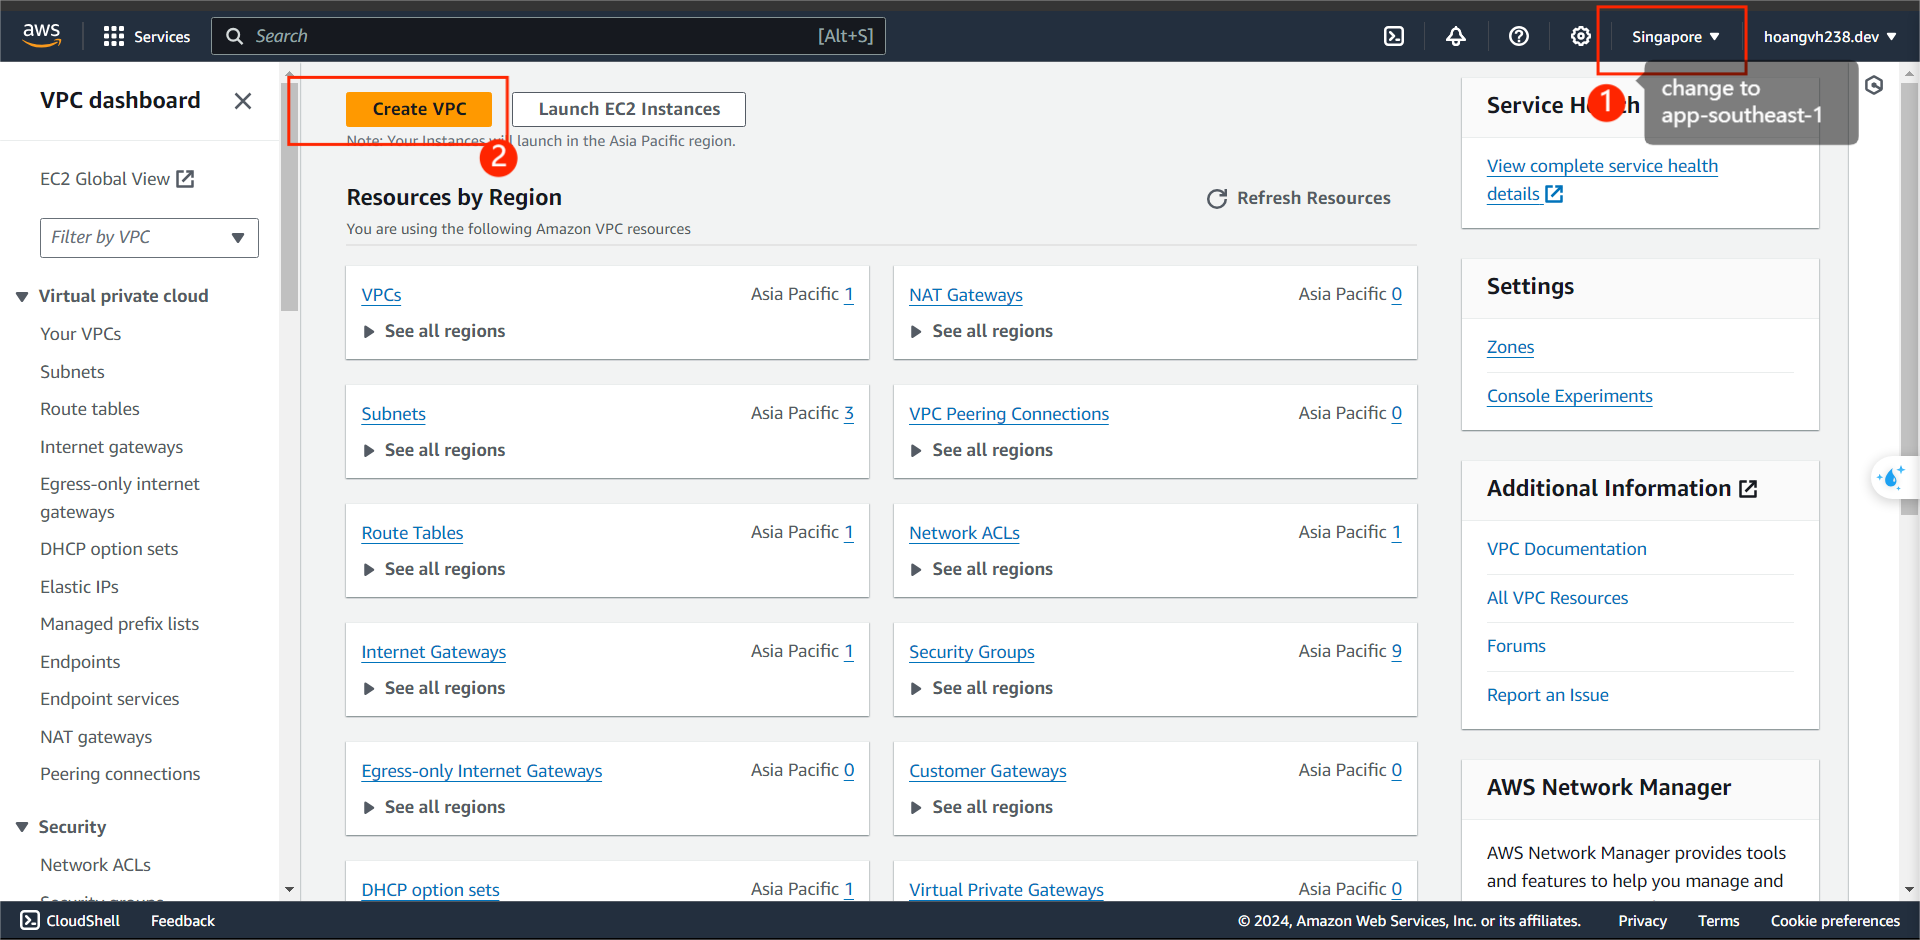 aws
Services
Search
[Alt+S]
Singapore
hoangvh238.dev
change to
app-southeast-1
1
2
VPC dashboard
EC2 Global View
Filter by VPC
Virtual private cloud
Your VPCs
Subnets
Route tables
Internet gateways
Egress-only internet
gateways
DHCP option sets
Elastic IPs
Managed prefix lists
Endpoints
Endpoint services
NAT gateways
Peering connections
Security
Network ACLs
Security groups
Create VPC
Launch EC2 Instances
Note: Your Instances will launch in the Asia Pacific region.
Resources by Region
Refresh Resources
You are using the following Amazon VPC resources
VPCs
Asia Pacific 1
See all regions
NAT Gateways
Asia Pacific 0
See all regions
Subnets
Asia Pacific 3
See all regions
VPC Peering Connections
Asia Pacific 0
See all regions
Route Tables
Asia Pacific 1
See all regions
Network ACLs
Asia Pacific 1
See all regions
Internet Gateways
Asia Pacific 1
See all regions
Security Groups
Asia Pacific 9
See all regions
Egress-only Internet Gateways
Asia Pacific 0
See all regions
Customer Gateways
Asia Pacific 0
See all regions
DHCP option sets
Asia Pacific 1
Virtual Private Gateways
Asia Pacific 0
Service Health
View complete service health
details
Settings
Zones
Console Experiments
Additional Information
VPC Documentation
All VPC Resources
Forums
Report an Issue
AWS Network Manager
AWS Network Manager provides tools
and features to help you manage and
CloudShell
Feedback
© 2024, Amazon Web Services, Inc. or its affiliates.
Privacy
Terms
Cookie preferences